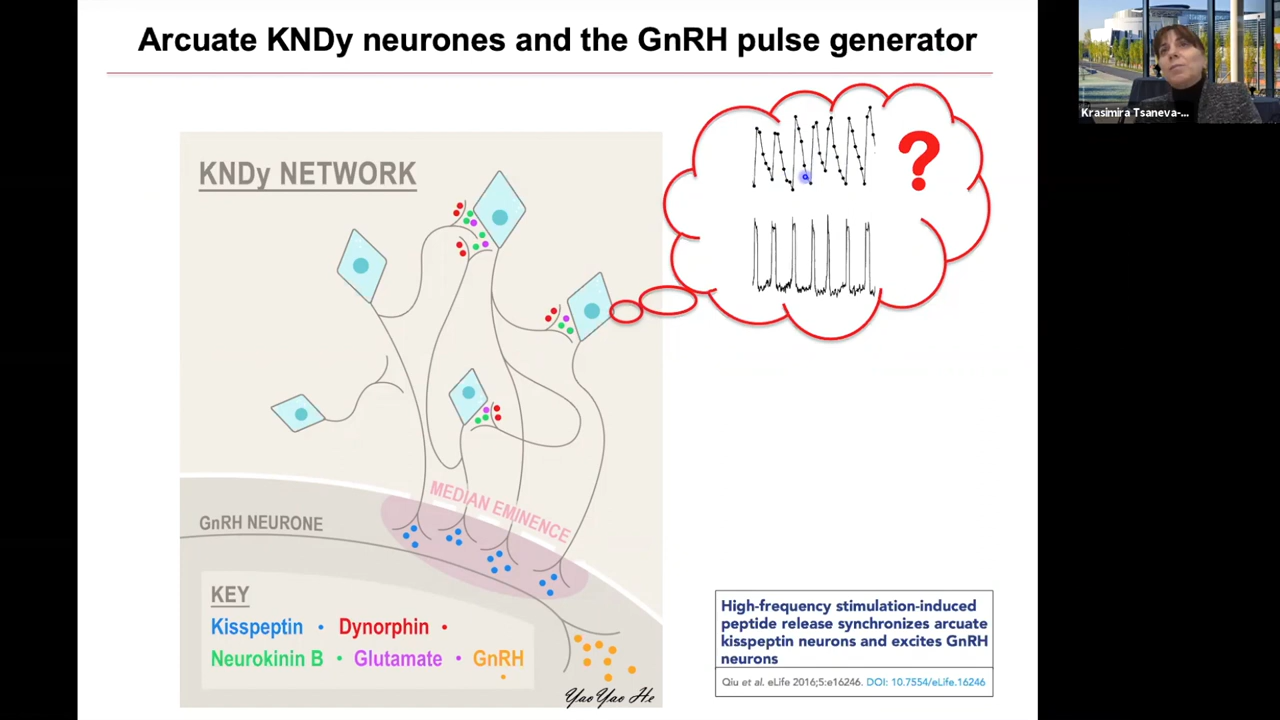 Arcuate KNDy neurones and the GnRH pulse generator
Krasimira Tsaneva-...
KNDy NETWORK
?
MEDIAN EMINENCE
GnRH NEURONE
KEY
Kisspeptin • Dynorphin •
Neurokinin B • Glutamate • GnRH
•
Yao Yao He
High-frequency stimulation-induced
peptide release synchronizes arcuate
kisspeptin neurons and excites GnRH
neurons
Qiu et al. eLife 2016;5:e16246. DOI: 10.7554/eLife.16246